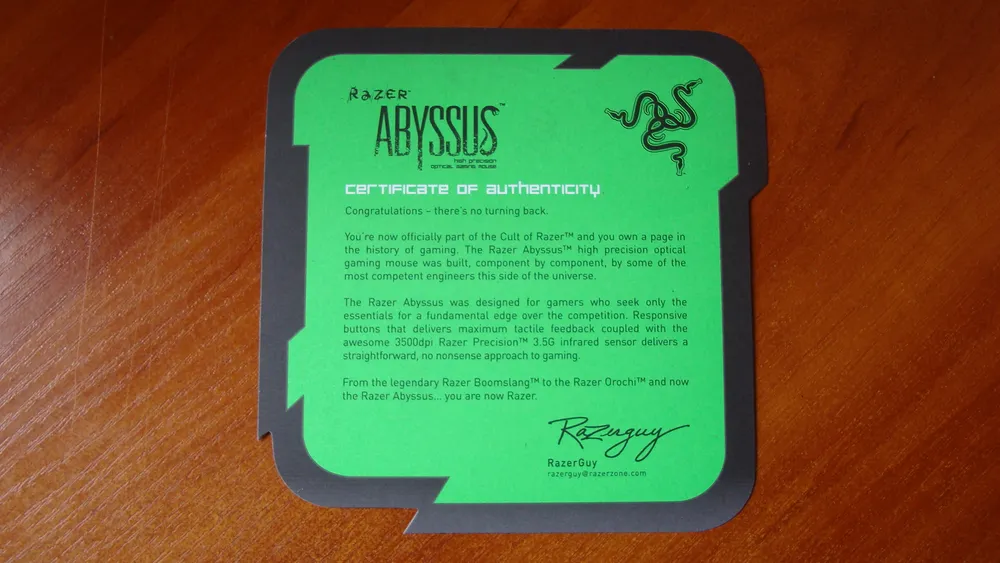 RAZER™
ABYSSUS™
high precision
optical gaming mouse
certificate of authenticity
Congratulations – there's no turning back.
You're now officially part of the Cult of Razer™ and you own a page in
the history of gaming. The Razer Abyssus™ high precision optical
gaming mouse was built, component by component, by some of the
most competent engineers this side of the universe.
The Razer Abyssus was designed for gamers who seek only the
essentials for a fundamental edge over the competition. Responsive
buttons that delivers maximum tactile feedback coupled with the
awesome 3500dpi Razer Precision™ 3.5G infrared sensor delivers a
straightforward, no nonsense approach to gaming.
From the legendary Razer Boomslang™ to the Razer Orochi™ and now
the Razer Abyssus... you are now Razer.
Razerguy
RazerGuy
razerguy@razerzone.com